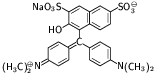 NaO₃S SO₃⊖
HO
C
(H₃C)₂N⊕ N(CH₃)₂